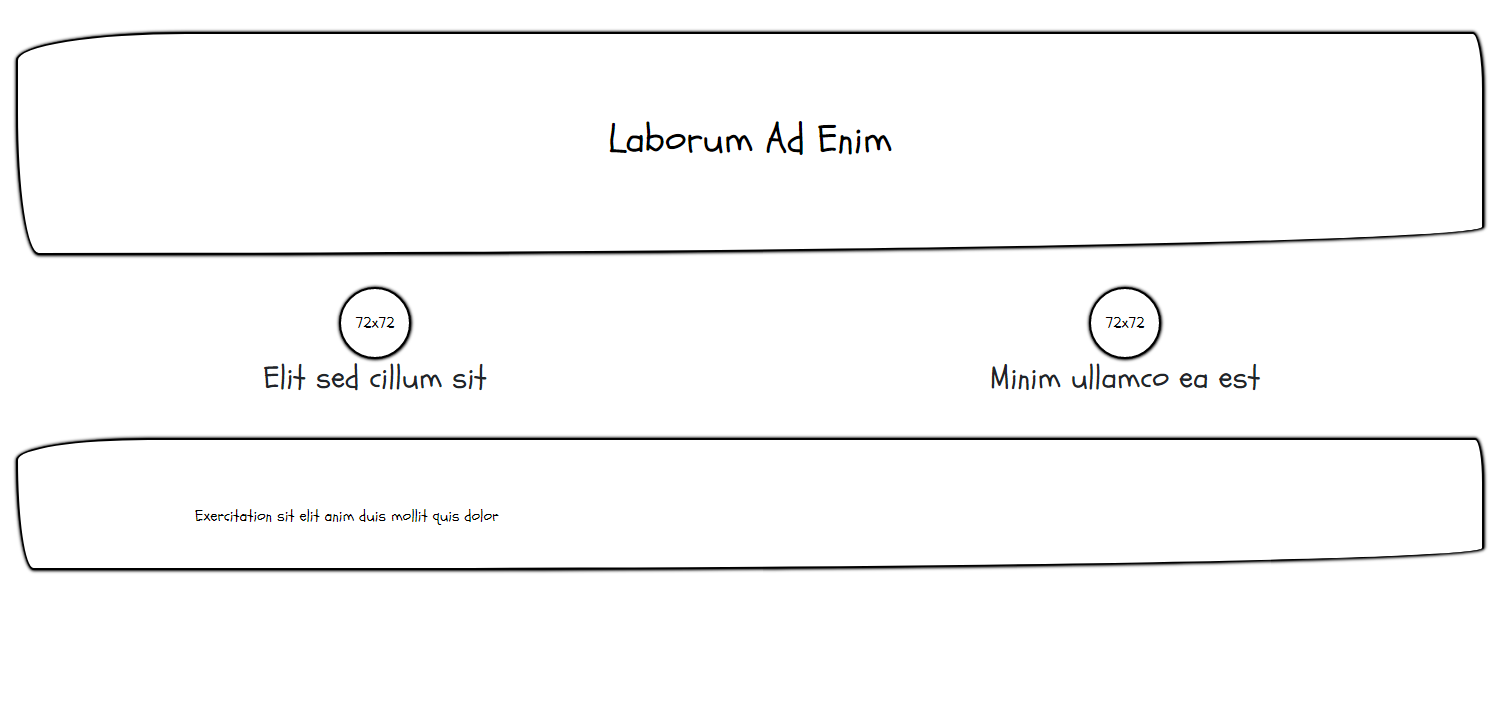 Laborum Ad Enim
72x72
72x72
Elit sed cillum sit
Minim ullamco ea est
Exercitation sit elit anim duis mollit quis dolor